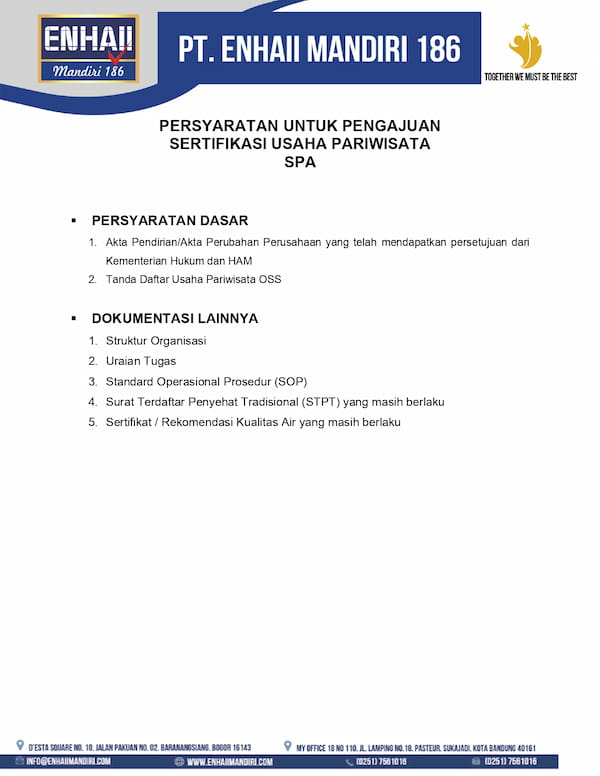 ENHAII
Mandiri 186
PT. ENHAII MANDIRI 186
TOGETHER WE MUST BE THE BEST
PERSYARATAN UNTUK PENGAJUAN
SERTIFIKASI USAHA PARIWISATA
SPA
▪ PERSYARATAN DASAR
1. Akta Pendirian/Akta Perubahan Perusahaan yang telah mendapatkan persetujuan dari
Kementerian Hukum dan HAM
2. Tanda Daftar Usaha Pariwisata OSS
▪ DOKUMENTASI LAINNYA
1. Struktur Organisasi
2. Uraian Tugas
3. Standard Operasional Prosedur (SOP)
4. Surat Terdaftar Penyehat Tradisional (STPT) yang masih berlaku
5. Sertifikat / Rekomendasi Kualitas Air yang masih berlaku
D'ESTA SQUARE NO. 10, JALAN PAKUAN NO. 02. BARANANGSIANG, BOGOR 16143
MY OFFICE 18 NO 110, JL. LAMPING NO.18, PASTEUR, SUKAJADI, KOTA BANDUNG 40161
INFO@ENHAIIMANDIRI.COM
WWW.ENHAIIMANDIRI.COM
(0251) 7561016
(0251) 7561016